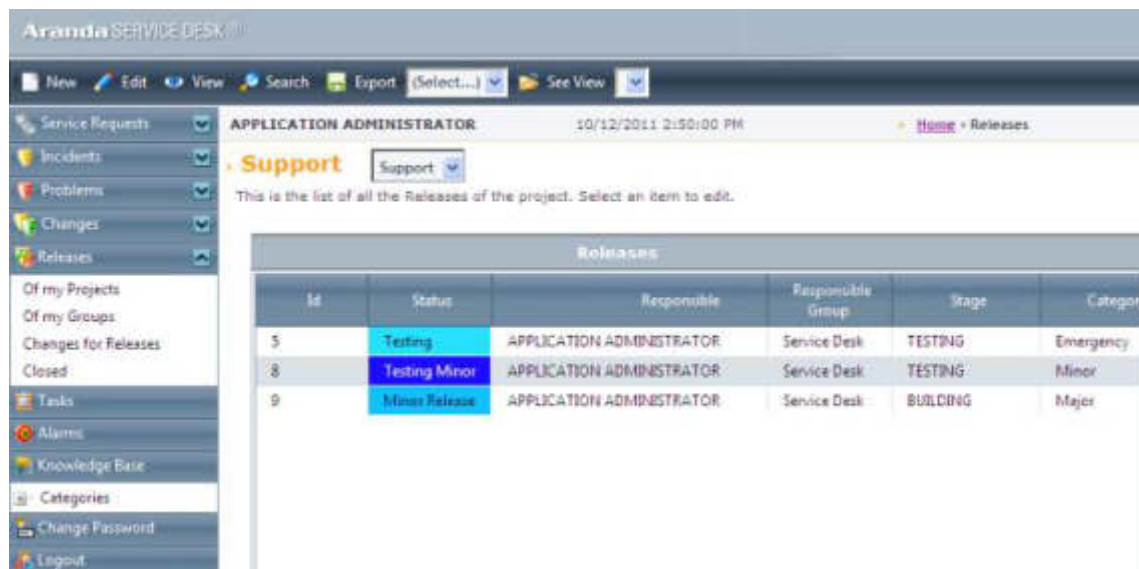 Aranda SERVICE DESK
New Edit View Search Export (Select...) See View
Service Requests
Incidents
Problems
Changes
Releases
Of my Projects
Of my Groups
Changes for Releases
Closed
Tasks
Alarms
Knowledge Base
Categories
Change Password
Logout
APPLICATION ADMINISTRATOR 10/12/2011 2:50:00 PM Home Releases
Support Support
This is the list of all the Releases of the project. Select an item to edit.
Releases
Id Status Responsible Responsible Group Stage Categor
5 Testing APPLICATION ADMINISTRATOR Service Desk TESTING Emergency
8 Testing Minor APPLICATION ADMINISTRATOR Service Desk TESTING Minor
9 Minor Release APPLICATION ADMINISTRATOR Service Desk BUILDING Major